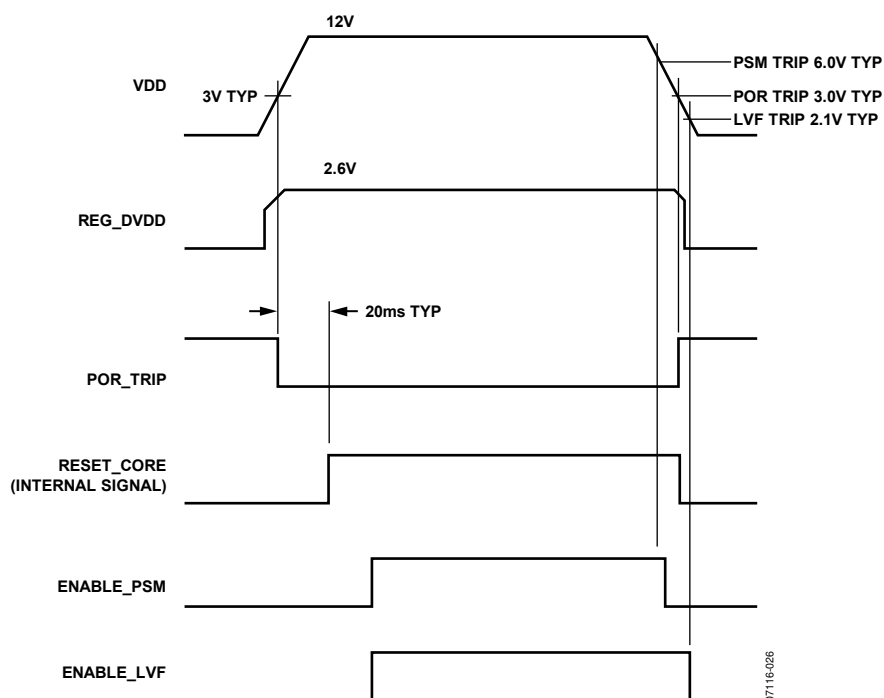 12V
VDD
3V TYP
PSM TRIP 6.0V TYP
POR TRIP 3.0V TYP
LVF TRIP 2.1V TYP
2.6V
REG_DVDD
20ms TYP
POR_TRIP
RESET_CORE
(INTERNAL SIGNAL)
ENABLE_PSM
ENABLE_LVF
07116-026